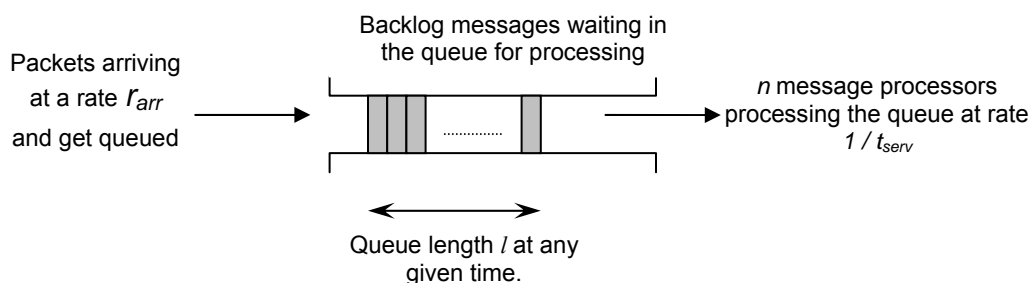 Backlog messages waiting in
the queue for processing
Packets arriving
at a rate r_arr
and get queued
...............
n message processors
processing the queue at rate
1 / t_serv
Queue length l at any
given time.